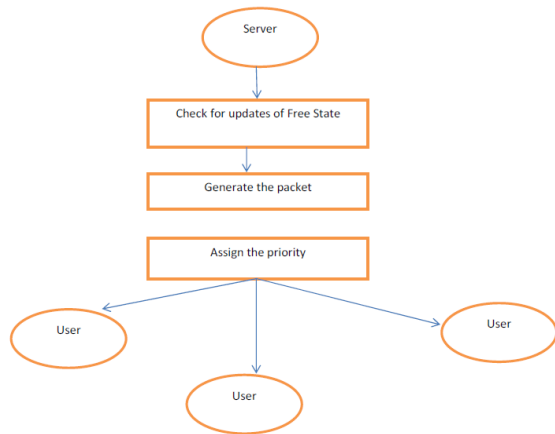 Server
Check for updates of Free State
Generate the packet
Assign the priority
User
User
User